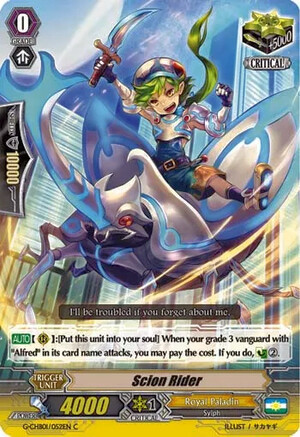 GRADE
0
+5000
CRITICAL
10000
I'll be troubled if you forget about me.
AUTO [ ]:[Put this unit into your soul] When your grade 3 vanguard with
"Alfred" in its card name attacks, you may pay the cost. If you do, ②.
TRIGGER
UNIT
Scion Rider
4000
1
CRITICAL
Royal Paladin
Sylph
G-CHB01/052EN C
ILLUST / サカヤギ